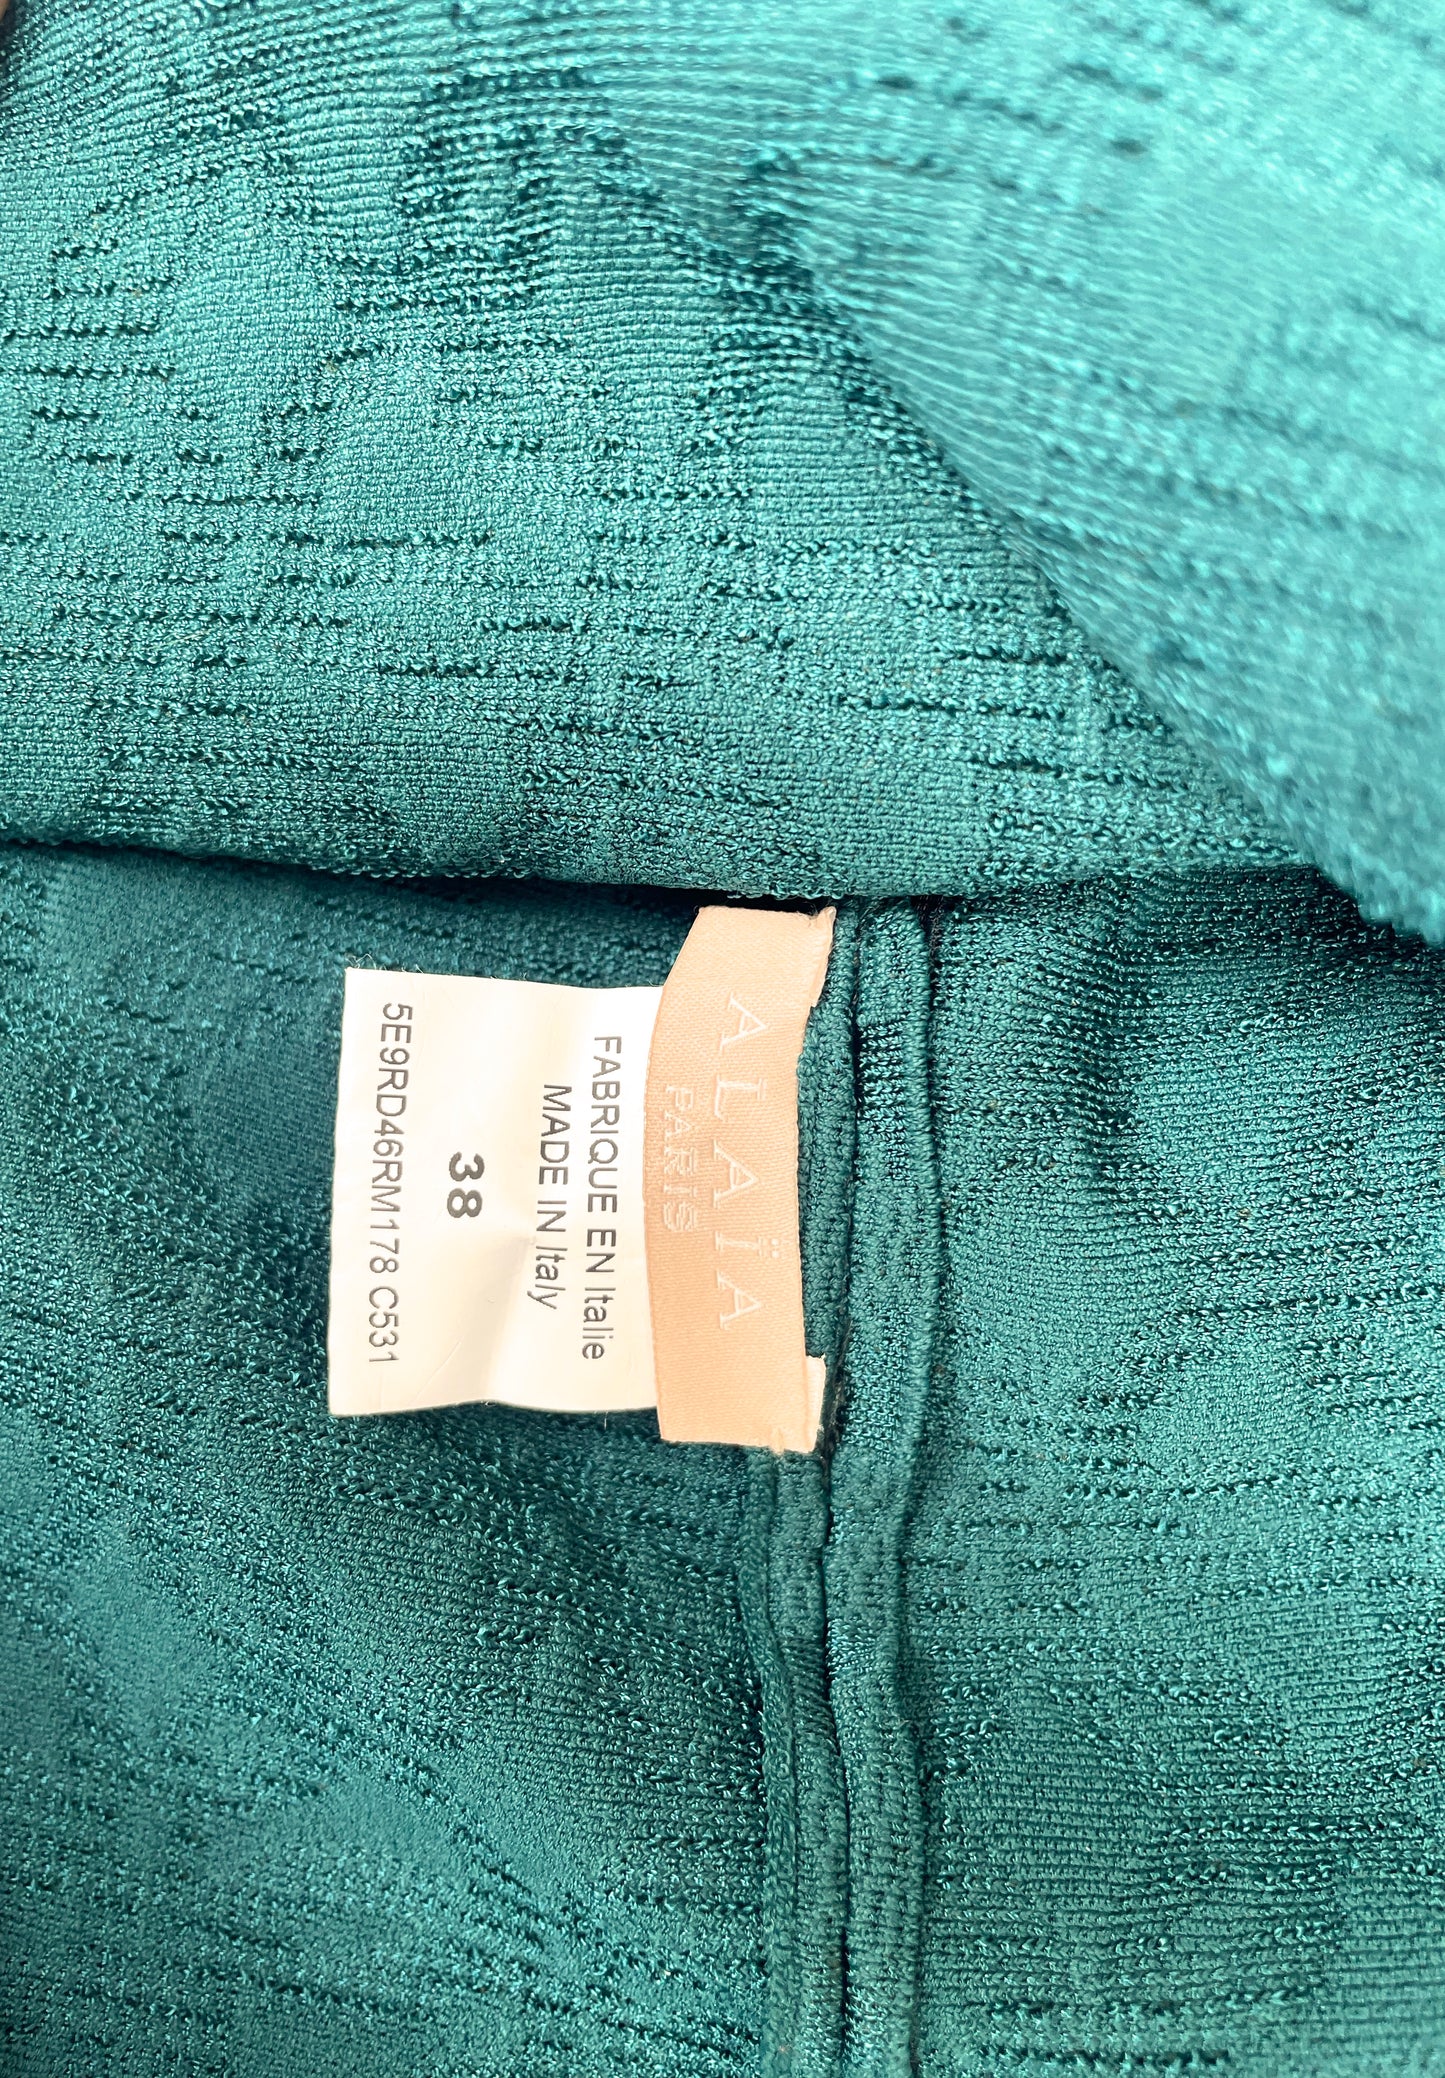 ALAÏA
PARIS
FABRIQUE EN Italie
MADE IN Italy
38
5E9RD46RM178 C531